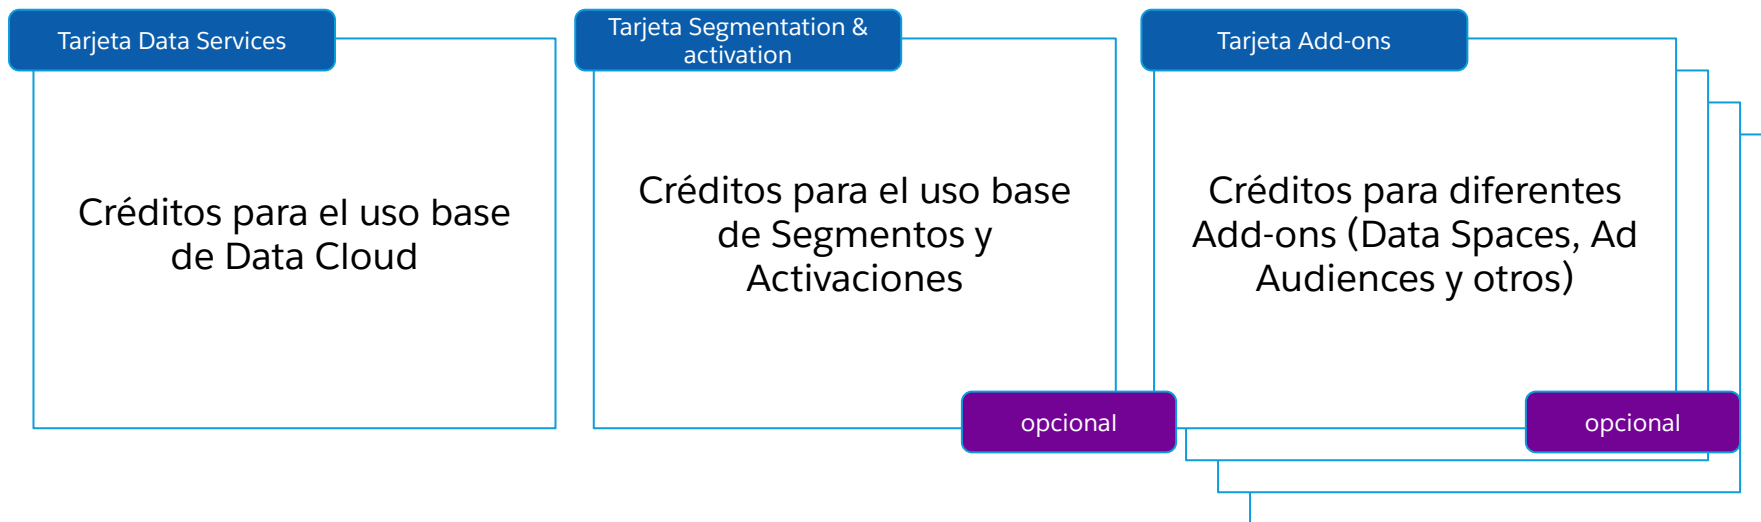 Tarjeta Data Services
Créditos para el uso base
de Data Cloud
Tarjeta Segmentation &
activation
Créditos para el uso base
de Segmentos y
Activaciones
opcional
Tarjeta Add-ons
Créditos para diferentes
Add-ons (Data Spaces, Ad
Audiences y otros)
opcional